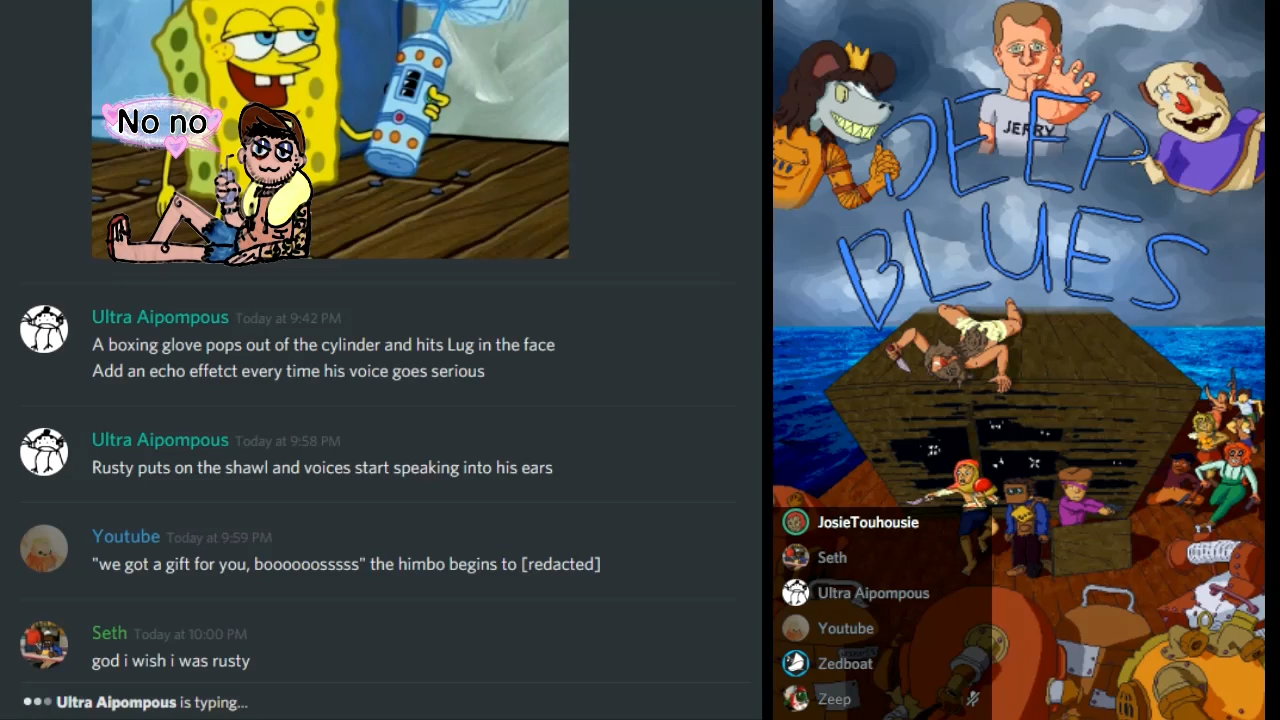 No no
Ultra Aipompous Today at 9:42 PM
A boxing glove pops out of the cylinder and hits Lug in the face
Add an echo effetct every time his voice goes serious
Ultra Aipompous Today at 9:58 PM
Rusty puts on the shawl and voices start speaking into his ears
Youtube Today at 9:59 PM
"we got a gift for you, boooooosssss" the himbo begins to [redacted]
Seth Today at 10:00 PM
god i wish i was rusty
Ultra Aipompous is typing...
JERRY
DEEP
BLUES
JosieTouhousie
Seth
Ultra Aipompous
Youtube
Zedboat
Zeep